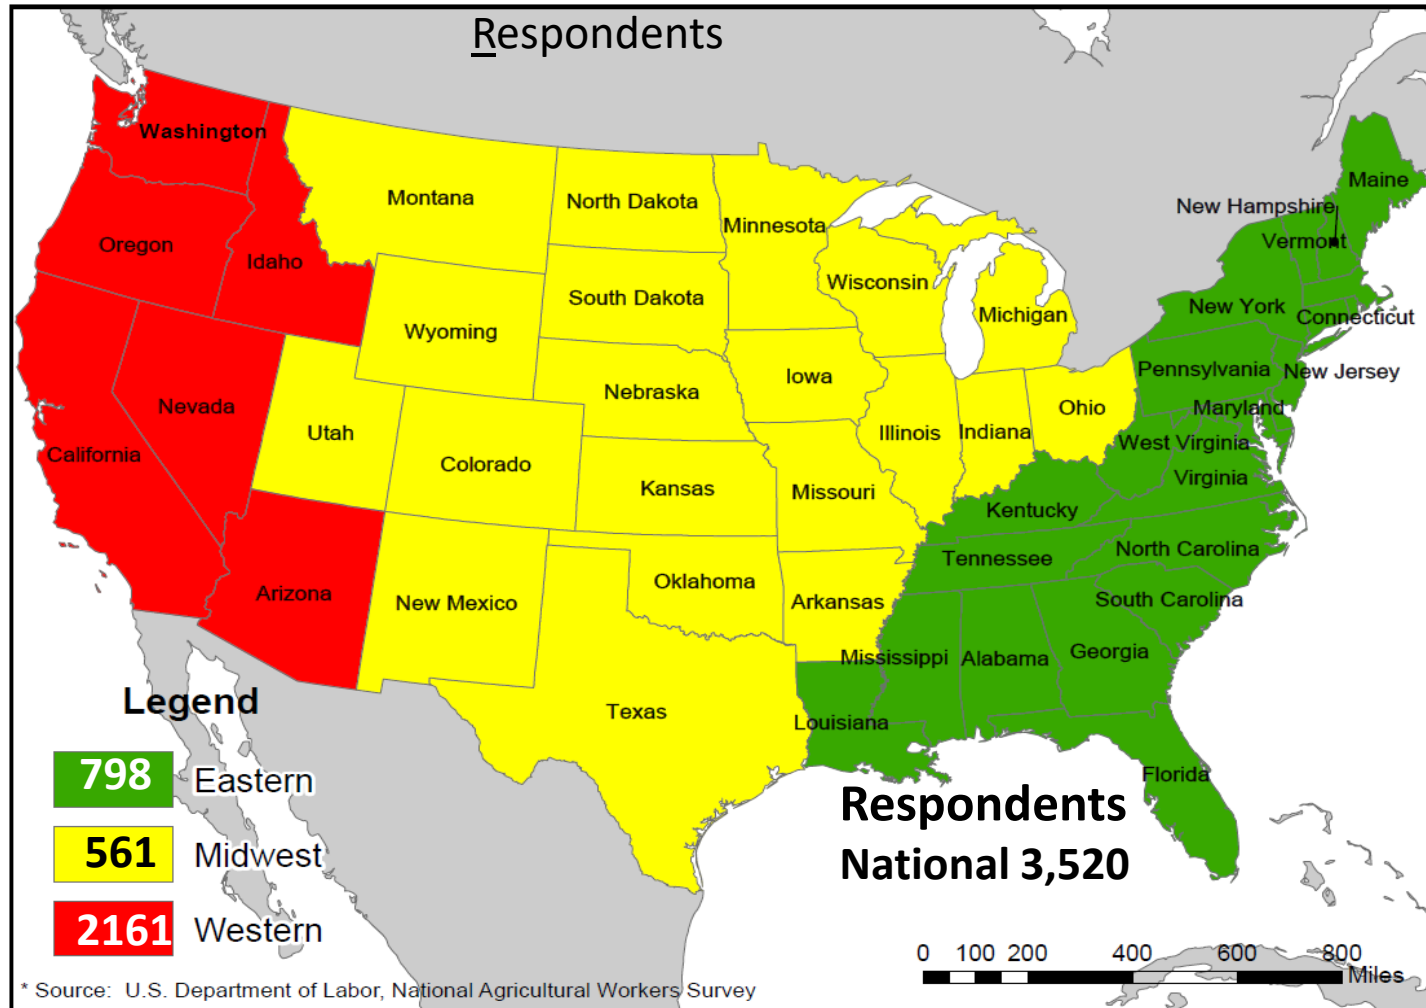 Respondents
Washington
Montana
North Dakota
Minnesota
Maine
New Hampshire
Vermont
Oregon
Idaho
South Dakota
Wisconsin
Michigan
New York
Connecticut
Wyoming
Nebraska
Iowa
Pennsylvania
New Jersey
Nevada
Utah
Illinois
Indiana
Ohio
Maryland
California
Colorado
Kansas
Missouri
West Virginia
Virginia
Kentucky
Arizona
New Mexico
Oklahoma
Arkansas
Tennessee
North Carolina
South Carolina
Mississippi
Alabama
Georgia
Texas
Louisiana
Florida
Legend
798 Eastern
561 Midwest
2161 Western
Respondents
National 3,520
0 100 200 400 600 800
Miles
* Source: U.S. Department of Labor, National Agricultural Workers Survey